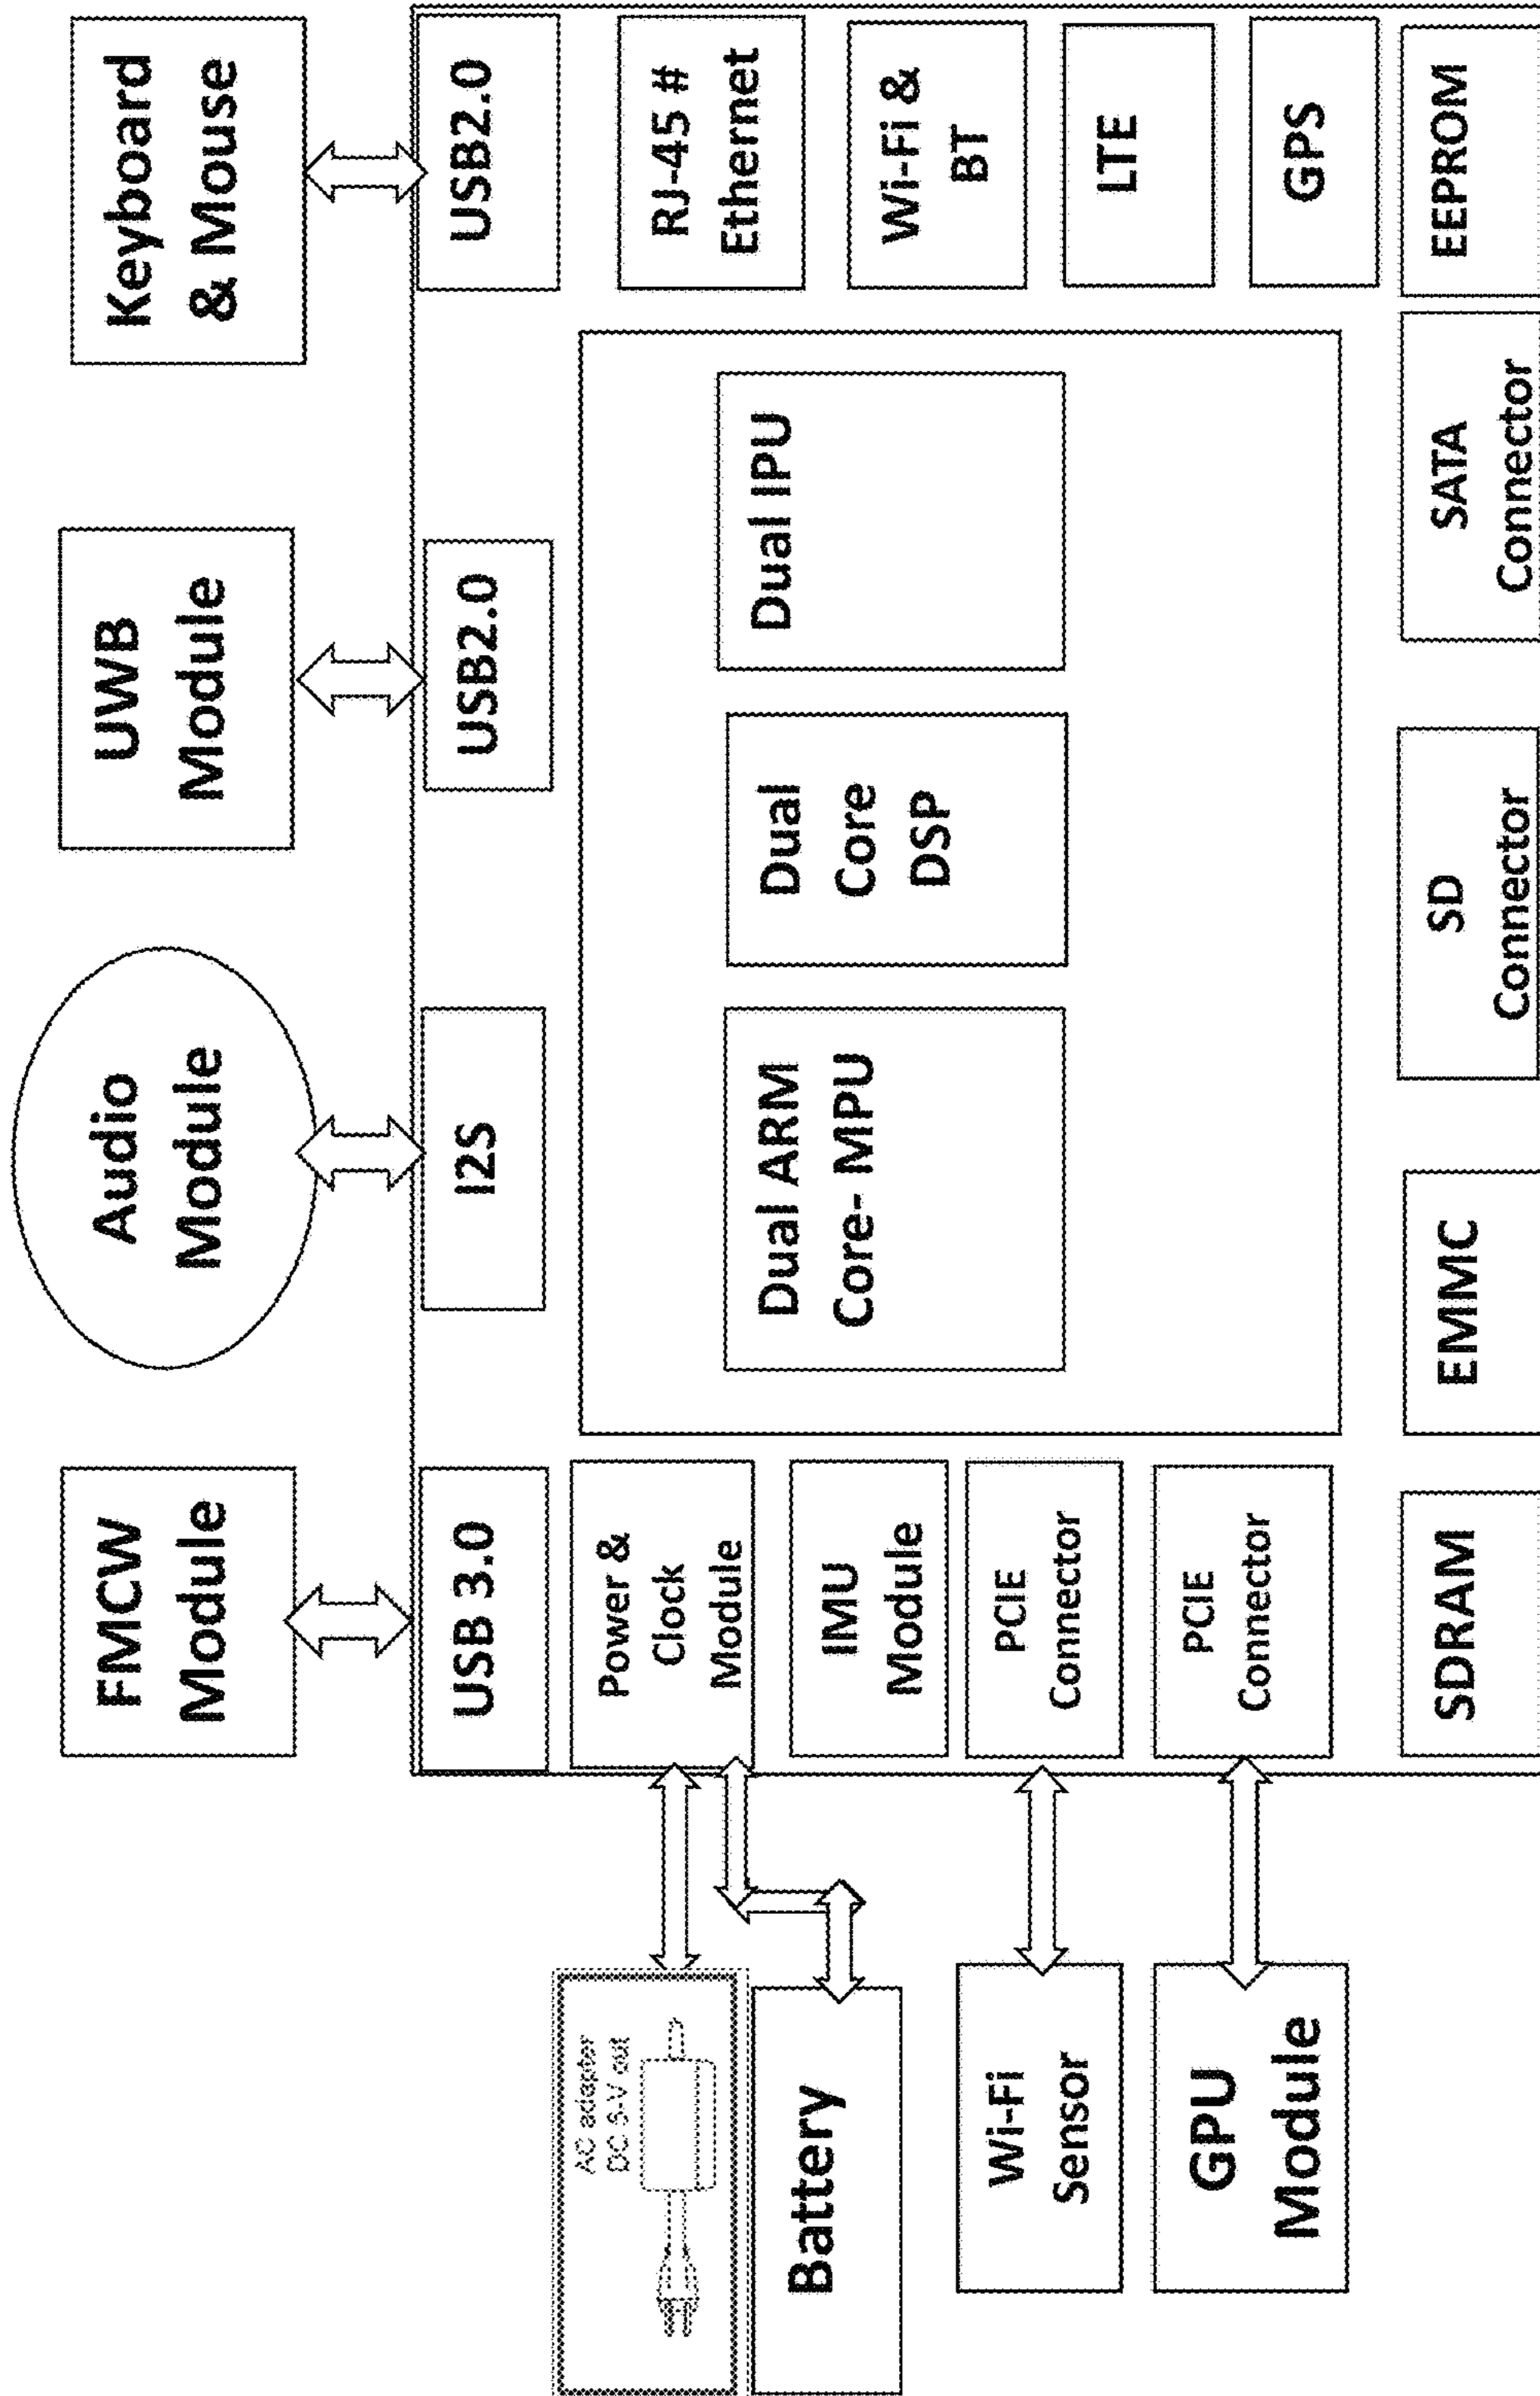 FMCW
Module
Audio
Module
UWB
Module
Keyboard
& Mouse
USB 3.0
I2S
USB2.0
USB2.0
AC adapter
DC 5-V out
Battery
Wi-Fi
Sensor
GPU
Module
Power &
Clock
Module
IMU
Module
PCIE
Connector
PCIE
Connector
Dual ARM
Core- MPU
Dual
Core
DSP
Dual IPU
RJ-45 #
Ethernet
Wi-Fi &
BT
LTE
GPS
SDRAM
EMMC
SD
Connector
SATA
Connector
EEPROM